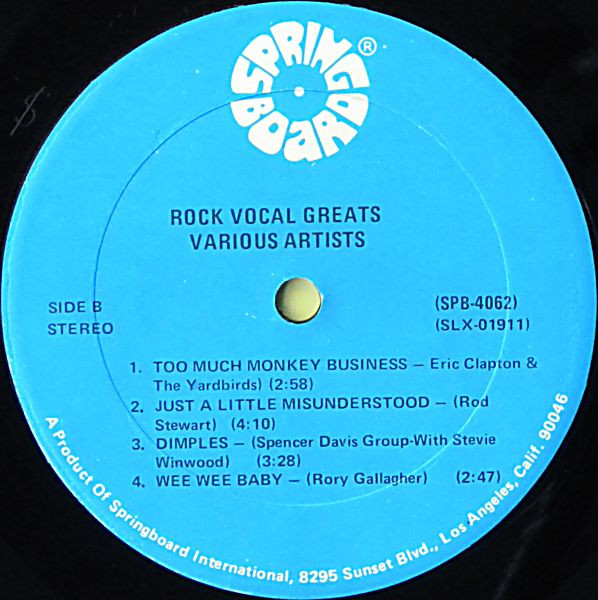 SPRING
BOARD ®
ROCK VOCAL GREATS
VARIOUS ARTISTS
SIDE B
STEREO
(SPB-4062)
(SLX-01911)
1. TOO MUCH MONKEY BUSINESS – Eric Clapton &
The Yardbirds) (2:58)
2. JUST A LITTLE MISUNDERSTOOD – (Rod
Stewart) (4:10)
3. DIMPLES – (Spencer Davis Group-With Stevie
Winwood) (3:28)
4. WEE WEE BABY – (Rory Gallagher) (2:47)
A Product Of Springboard International, 8295 Sunset Blvd., Los Angeles, Calif. 90046